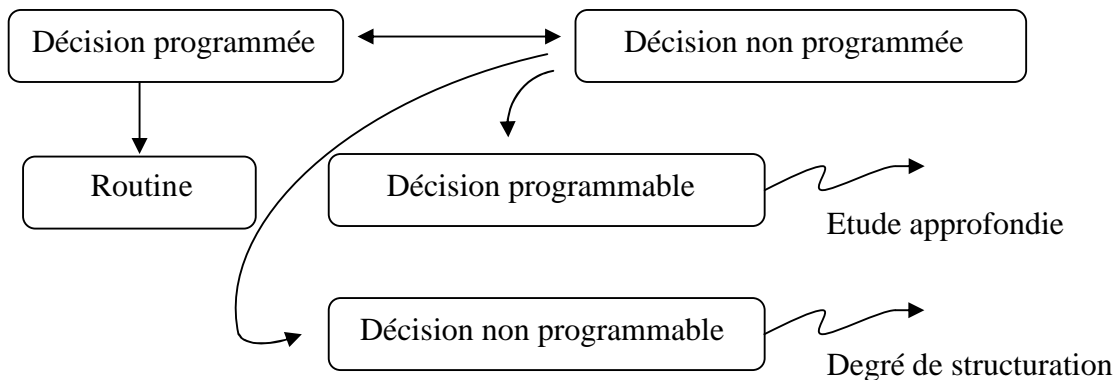 Décision programmée
Décision non programmée
Routine
Décision programmable
Etude approfondie
Décision non programmable
Degré de structuration